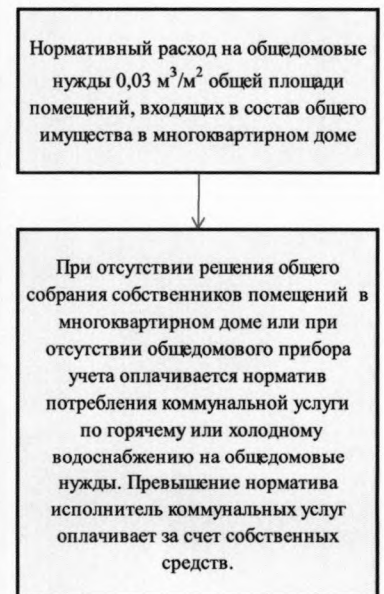 Нормативный расход на общедомовые
нужды 0,03 м³/м² общей площади
помещений, входящих в состав общего
имущества в многоквартирном доме
При отсутствии решения общего
собрания собственников помещений в
многоквартирном доме или при
отсутствии общедомового прибора
учета оплачивается норматив
потребления коммунальной услуги
по горячему или холодному
водоснабжению на общедомовые
нужды. Превышение норматива
исполнитель коммунальных услуг
оплачивает за счет собственных
средств.